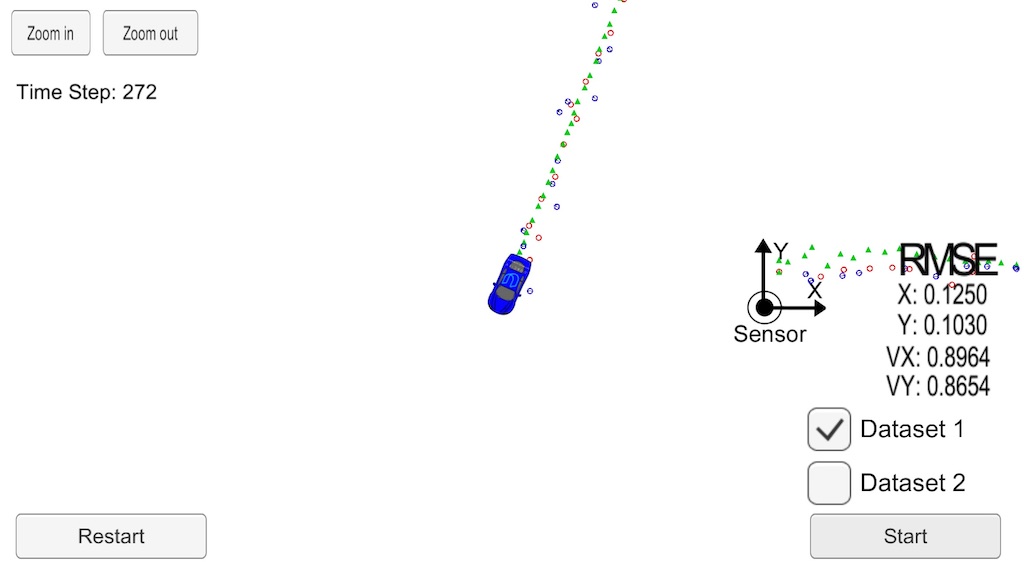 Zoom in
Zoom out
Time Step: 272
Y
X
Sensor
RMSE
X: 0.1250
Y: 0.1030
VX: 0.8964
VY: 0.8654
Dataset 1
Dataset 2
Restart
Start